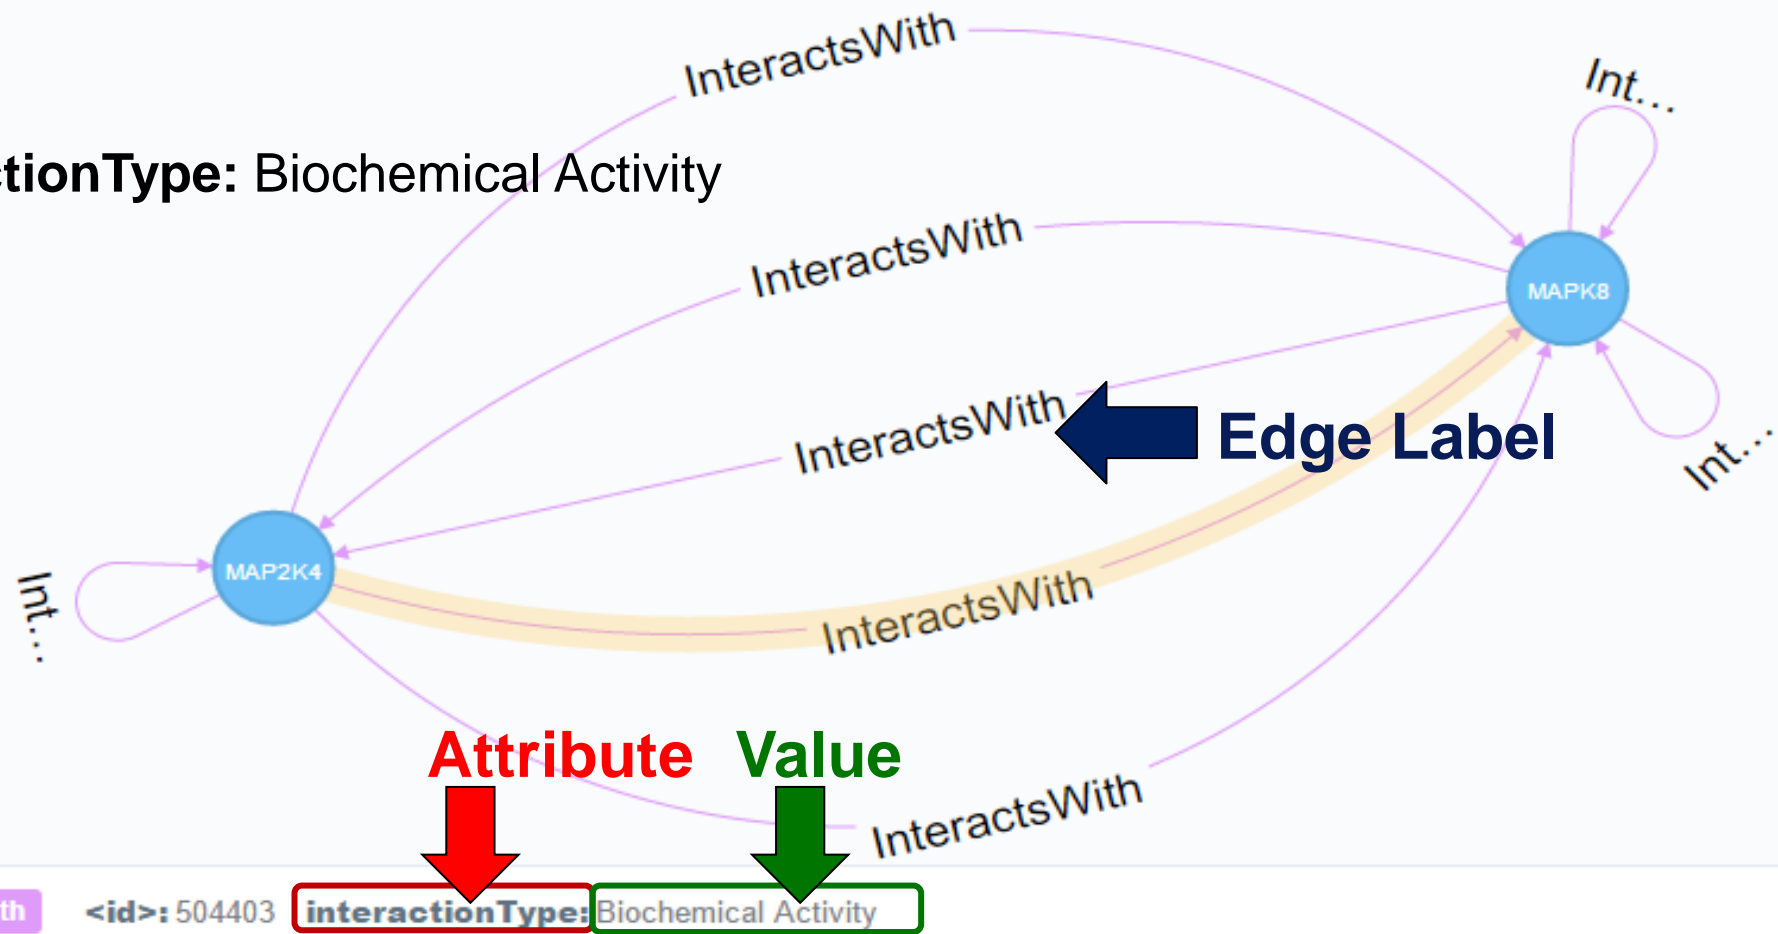 InteractsWith
Int...
ctionType: Biochemical Activity
InteractsWith
MAPK8
InteractsWith
Edge Label
Int...
MAP2K4
Int...
InteractsWith
Attribute Value
InteractsWith
th <id>: 504403 interactionType: Biochemical Activity